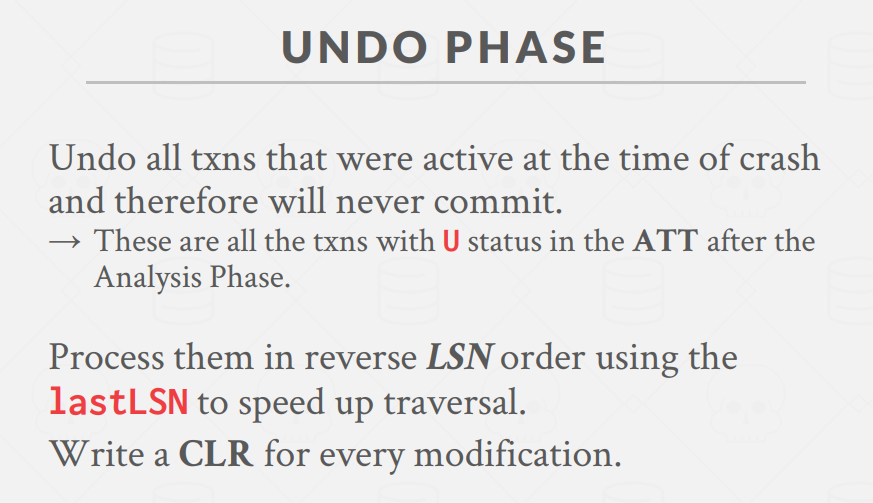 UNDO PHASE
Undo all txns that were active at the time of crash
and therefore will never commit.
→ These are all the txns with U status in the ATT after the
Analysis Phase.
Process them in reverse LSN order using the
lastLSN to speed up traversal.
Write a CLR for every modification.